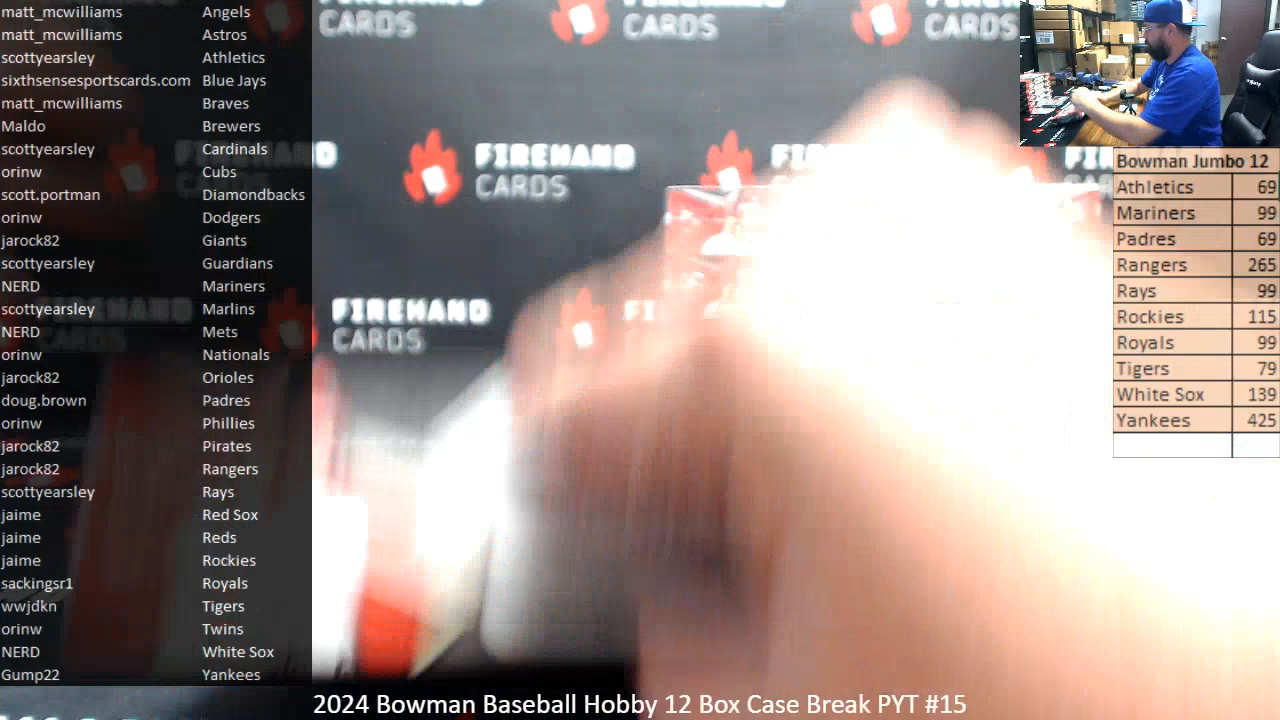 matt_mcwilliams Angels
matt_mcwilliams Astros
scottyearsley Athletics
sixthsensesportscards.com Blue Jays
matt_mcwilliams Braves
Maldo Brewers
scottyearsley Cardinals
orinw Cubs
scott.portman Diamondbacks
orinw Dodgers
jarock82 Giants
scottyearsley Guardians
NERD Mariners
scottyearsley Marlins
NERD Mets
orinw Nationals
jarock82 Orioles
doug.brown Padres
orinw Phillies
jarock82 Pirates
jarock82 Rangers
scottyearsley Rays
jaime Red Sox
jaime Reds
jaime Rockies
sackingsr1 Royals
wwjdkn Tigers
orinw Twins
NERD White Sox
Gump22 Yankees
CARDS
CARDS
CARDS
FIREHAND
CARDS
FIREHAND
CARDS
Bowman Jumbo 12
Athletics 69
Mariners 99
Padres 69
Rangers 265
Rays 99
Rockies 115
Royals 99
Tigers 79
White Sox 139
Yankees 425
2024 Bowman Baseball Hobby 12 Box Case Break PYT #15